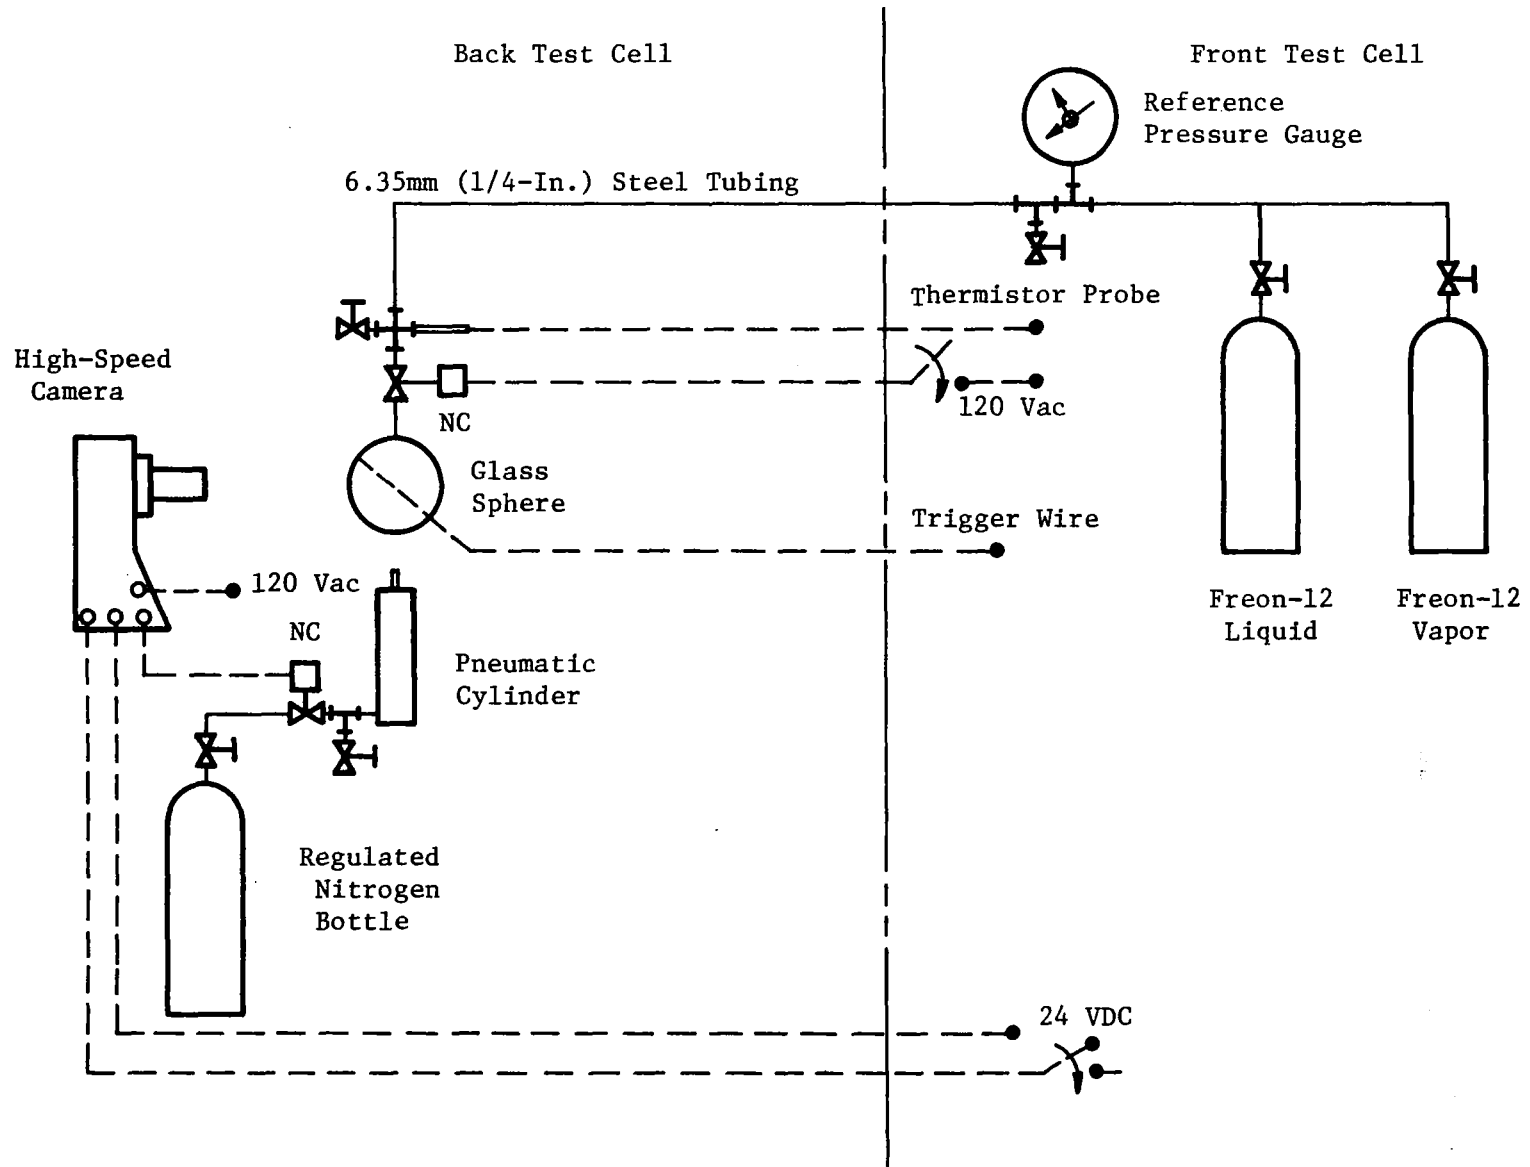 Back Test Cell
Front Test Cell
Reference
Pressure Gauge
6.35mm (1/4-In.) Steel Tubing
Thermistor Probe
High-Speed
Camera
120 Vac
NC
Glass
Sphere
Trigger Wire
120 Vac
NC
Freon-12
Liquid
Freon-12
Vapor
Pneumatic
Cylinder
Regulated
Nitrogen
Bottle
24 VDC